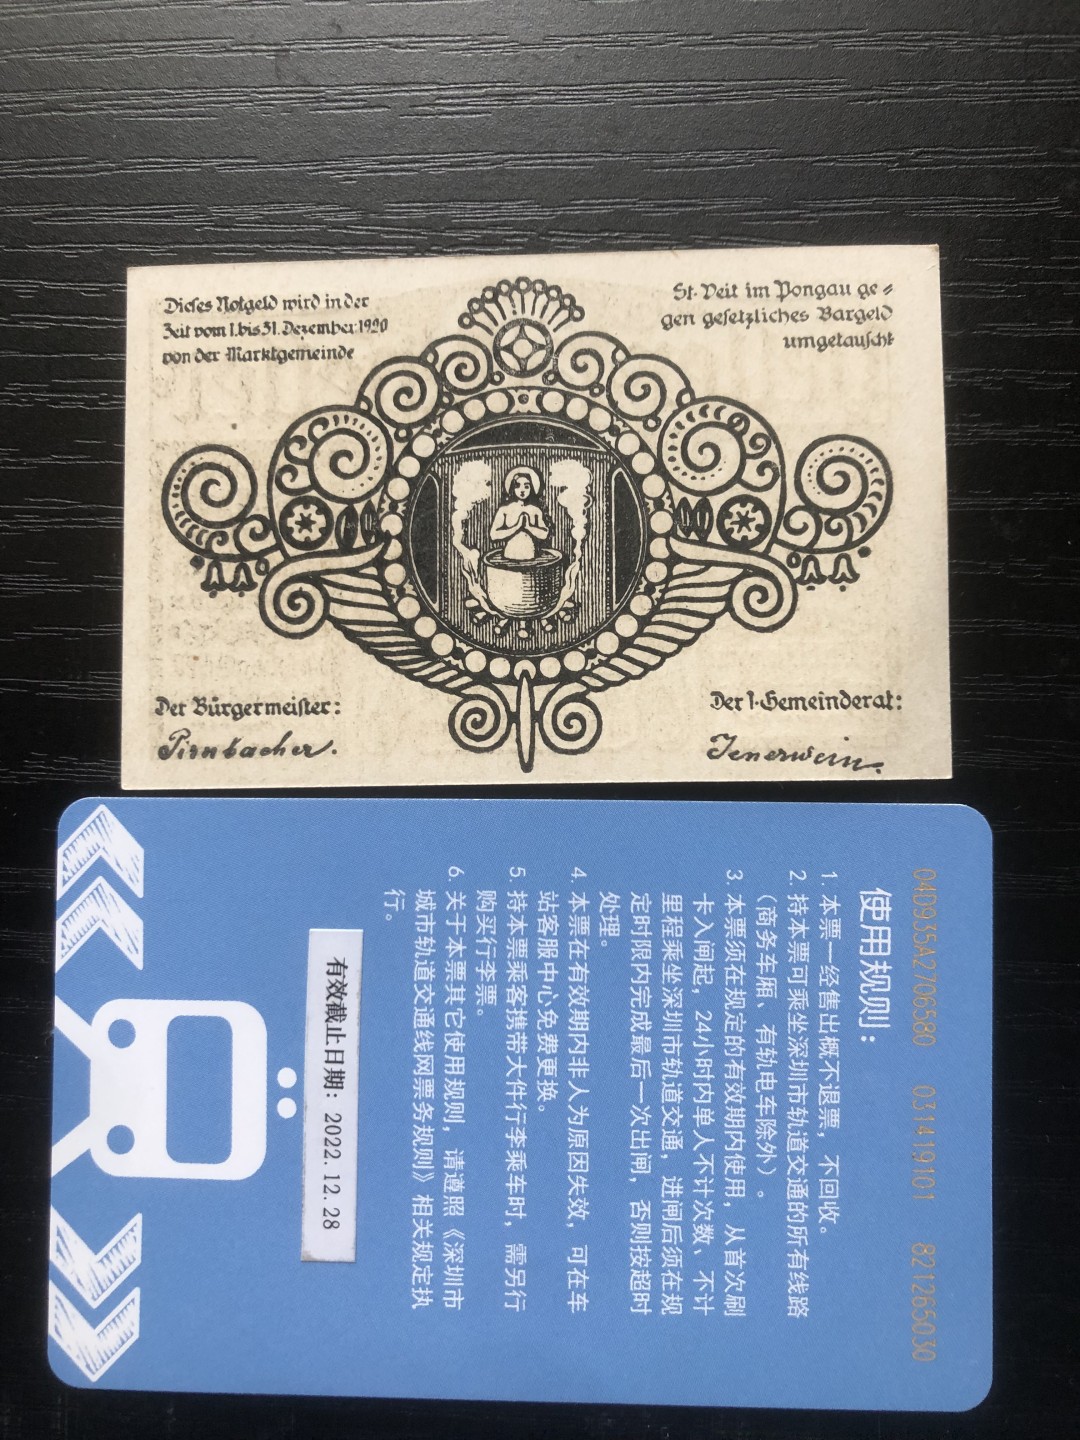 Dieses Notgeld wird in der
Zeit vom 1. bis 31. Dezember 1920
von der Marktgemeinde
St. Veit im Pongau ge=
gen gesetzliches Bargeld
umgetauscht
Der Bürgermeister:
Pirnbacher.
Der 1. Gemeinderat:
04D935A2706580 031419101 821265030
使用规则：
1. 本票一经售出概不退票，不回收。
2. 持本票可乘坐深圳市轨道交通的所有线路
（商务车厢、有轨电车除外）。
3. 本票须在规定的有效期内使用，从首次刷
卡入闸起，24小时内单人不计次数、不计
里程乘坐深圳市轨道交通，进闸后须在规
定时限内完成最后一次出闸，否则按超时
处理。
4. 本票在有效期内非人为原因失效，可在车
站客服中心免费更换。
5. 持本票乘客携带大件行李乘车时，需另行
购买行李票。
6. 关于本票其它使用规则，请遵照《深圳市
城市轨道交通线网票务规则》相关规定执
行。
有效截止日期：2022.12.28